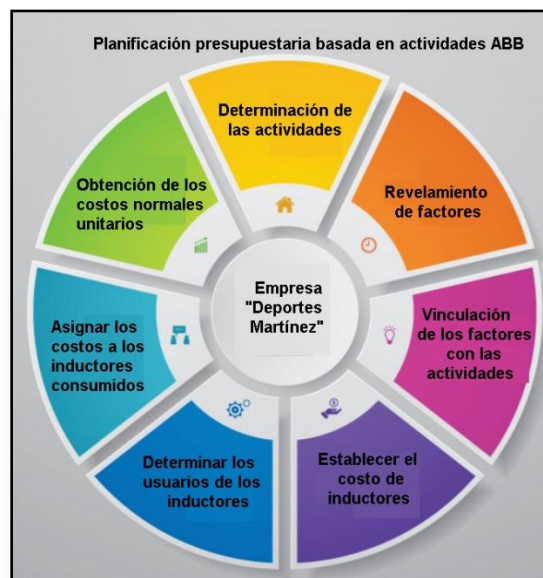 Planificación presupuestaria basada en actividades ABB
Determinación de
las actividades
Revelamiento
de factores
Vinculación
de los factores
con las
actividades
Establecer el
costo de
inductores
Determinar los
usuarios de los
inductores
Asignar los
costos a los
inductores
consumidos
Obtención de los
costos normales
unitarios
Empresa
"Deportes
Martínez"